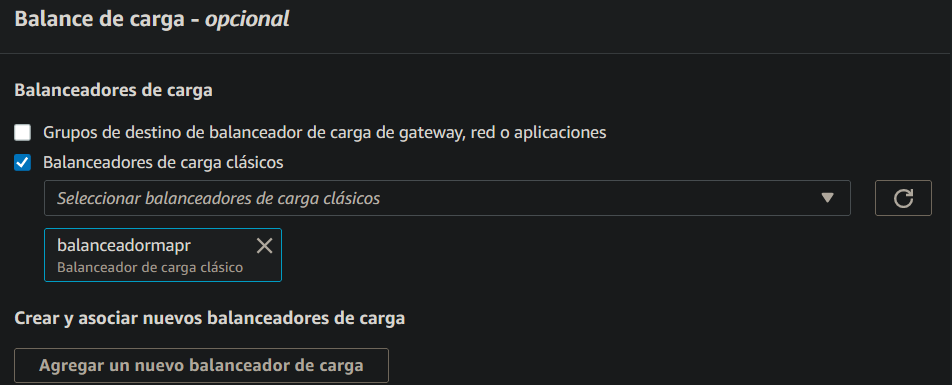 Balance de carga - opcional
Balanceadores de carga
Grupos de destino de balanceador de carga de gateway, red o aplicaciones
Balanceadores de carga clásicos
Seleccionar balanceadores de carga clásicos
balanceadormapr
Balanceador de carga clásico
Crear y asociar nuevos balanceadores de carga
Agregar un nuevo balanceador de carga